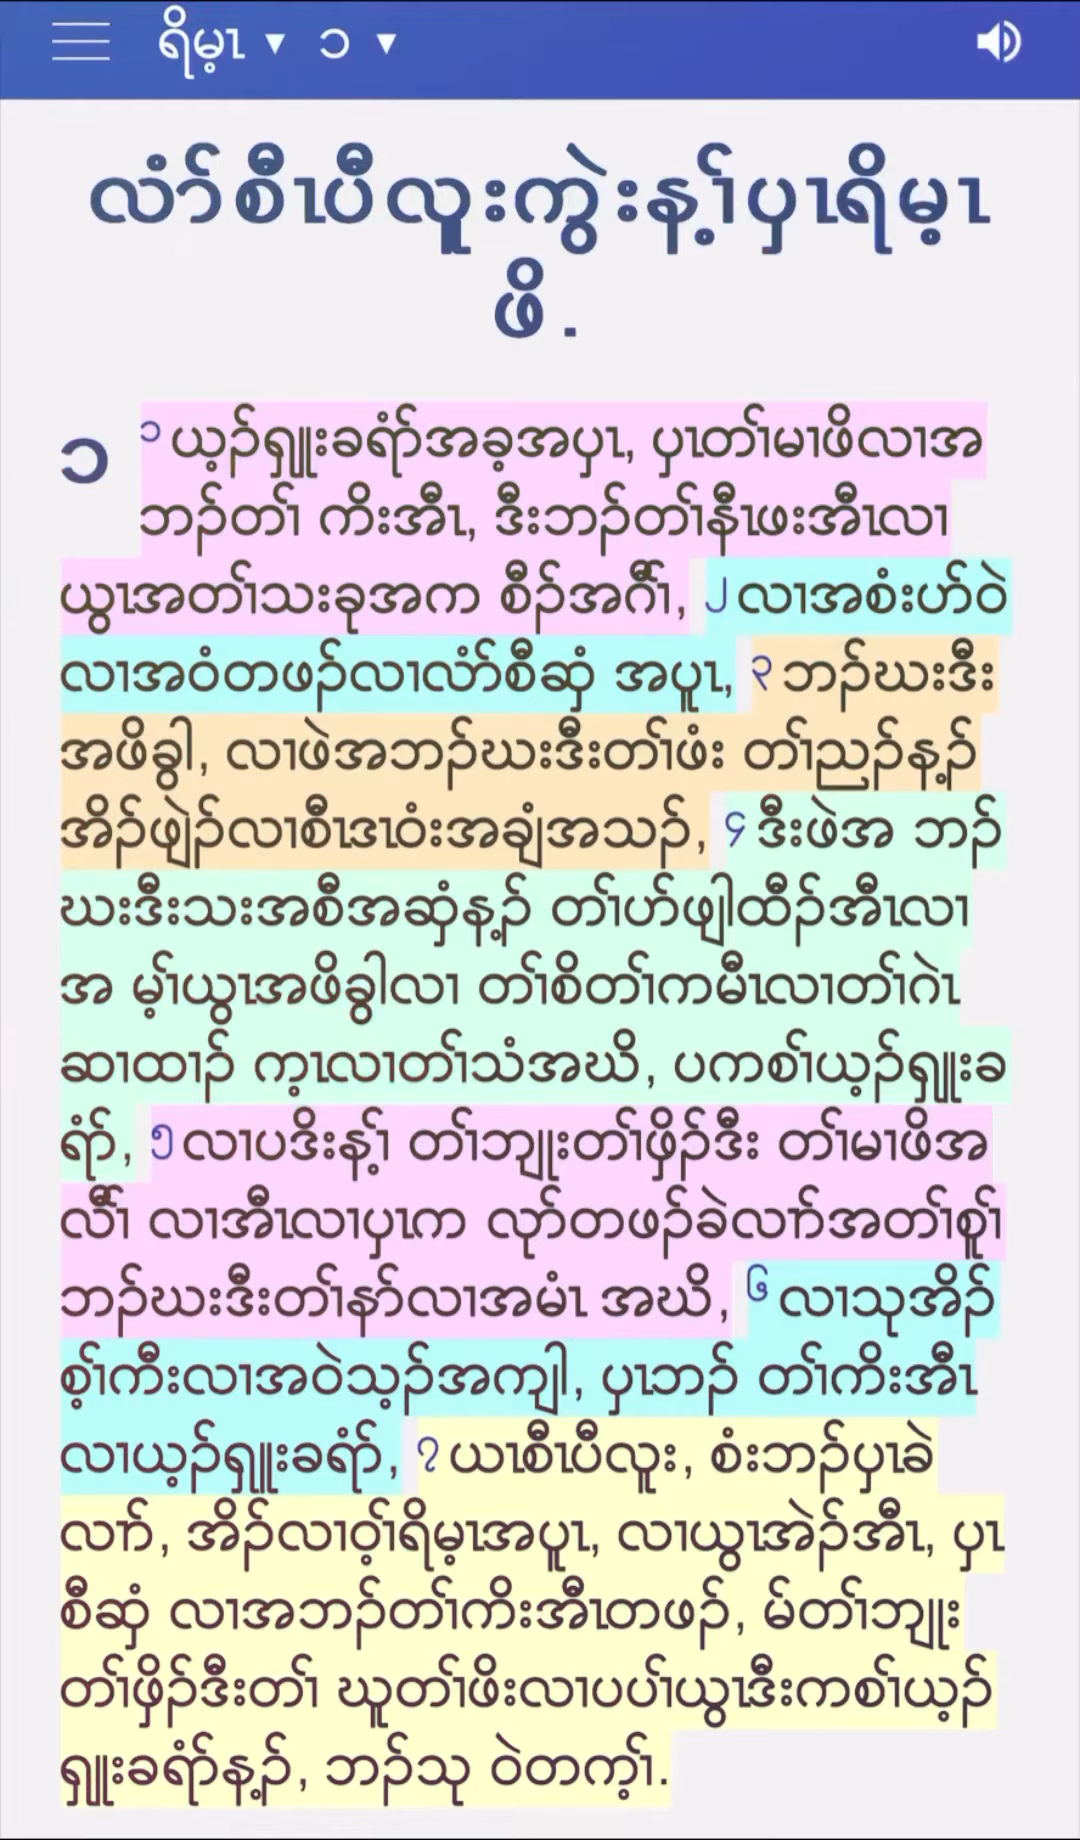 ရိမ့ၤ ▼ ၁ ▼
လံာ်စီၤပီလူးကွဲးန့ၢ်ပှၤရိမ့ၤ
ဖိ.
၁ ၁ ယ့ၣ်ရှူးခရံာ်အခ့အပှၤ, ပှၤတၢ်မၢဖိလၢအ
ဘၣ်တၢ် ကိးအီၤ, ဒီးဘၣ်တၢ်နီၤဖးအီၤလၢ
ယွၤအတၢ်သးခုအက စီၣ်အဂီၢ်, ၂ လၢအစံးဟ်ဝဲ
လၢအဝံတဖၣ်လၢလံာ်စီဆှံ အပူၤ, ၃ ဘၣ်ဃးဒီး
အဖိခွါ, လၢဖဲအဘၣ်ဃးဒီးတၢ်ဖံး တၢ်ညၣ်န့ၣ်
အိၣ်ဖျဲၣ်လၢစီၤဒၤဝံးအချံအသၣ်, ၄ ဒီးဖဲအ ဘၣ်
ဃးဒီးသးအစီအဆှံန့ၣ် တၢ်ဟ်ဖျါထီၣ်အီၤလၢ
အ မ့ၢ်ယွၤအဖိခွါလၢ တၢ်စိတၢ်ကမီၤလၢတၢ်ဂဲၤ
ဆၢထၢၣ် က့ၤလၢတၢ်သံအဃိ, ပကစၢ်ယ့ၣ်ရှူးခ
ရံာ်, ၅ လၢပဒိးန့ၢ် တၢ်ဘျုးတၢ်ဖှိၣ်ဒီး တၢ်မၢဖိအ
လီၢ် လၢအီၤလၢပှၤက လုာ်တဖၣ်ခဲလၢာ်အတၢ်စူၢ်
ဘၣ်ဃးဒီးတၢ်နာ်လၢအမံၤ အဃိ, ၆ လၢသုအိၣ်
စ့ၢ်ကီးလၢအဝဲသ့ၣ်အကျါ, ပှၤဘၣ် တၢ်ကိးအီၤ
လၢယ့ၣ်ရှူးခရံာ်, ၇ ယၤစီၤပီလူး, စံးဘၣ်ပှၤခဲ
လၢာ်, အိၣ်လၢဝ့ၢ်ရိမ့ၤအပူၤ, လၢယွၤအဲၣ်အီၤ, ပှၤ
စီဆှံ လၢအဘၣ်တၢ်ကိးအီၤတဖၣ်, မ်တၢ်ဘျုး
တၢ်ဖှိၣ်ဒီးတၢ် ဃူတၢ်ဖိးလၢပပၢ်ယွၤဒီးကစၢ်ယ့ၣ်
ရှူးခရံာ်န့ၣ်, ဘၣ်သု ဝဲတက့ၢ်.